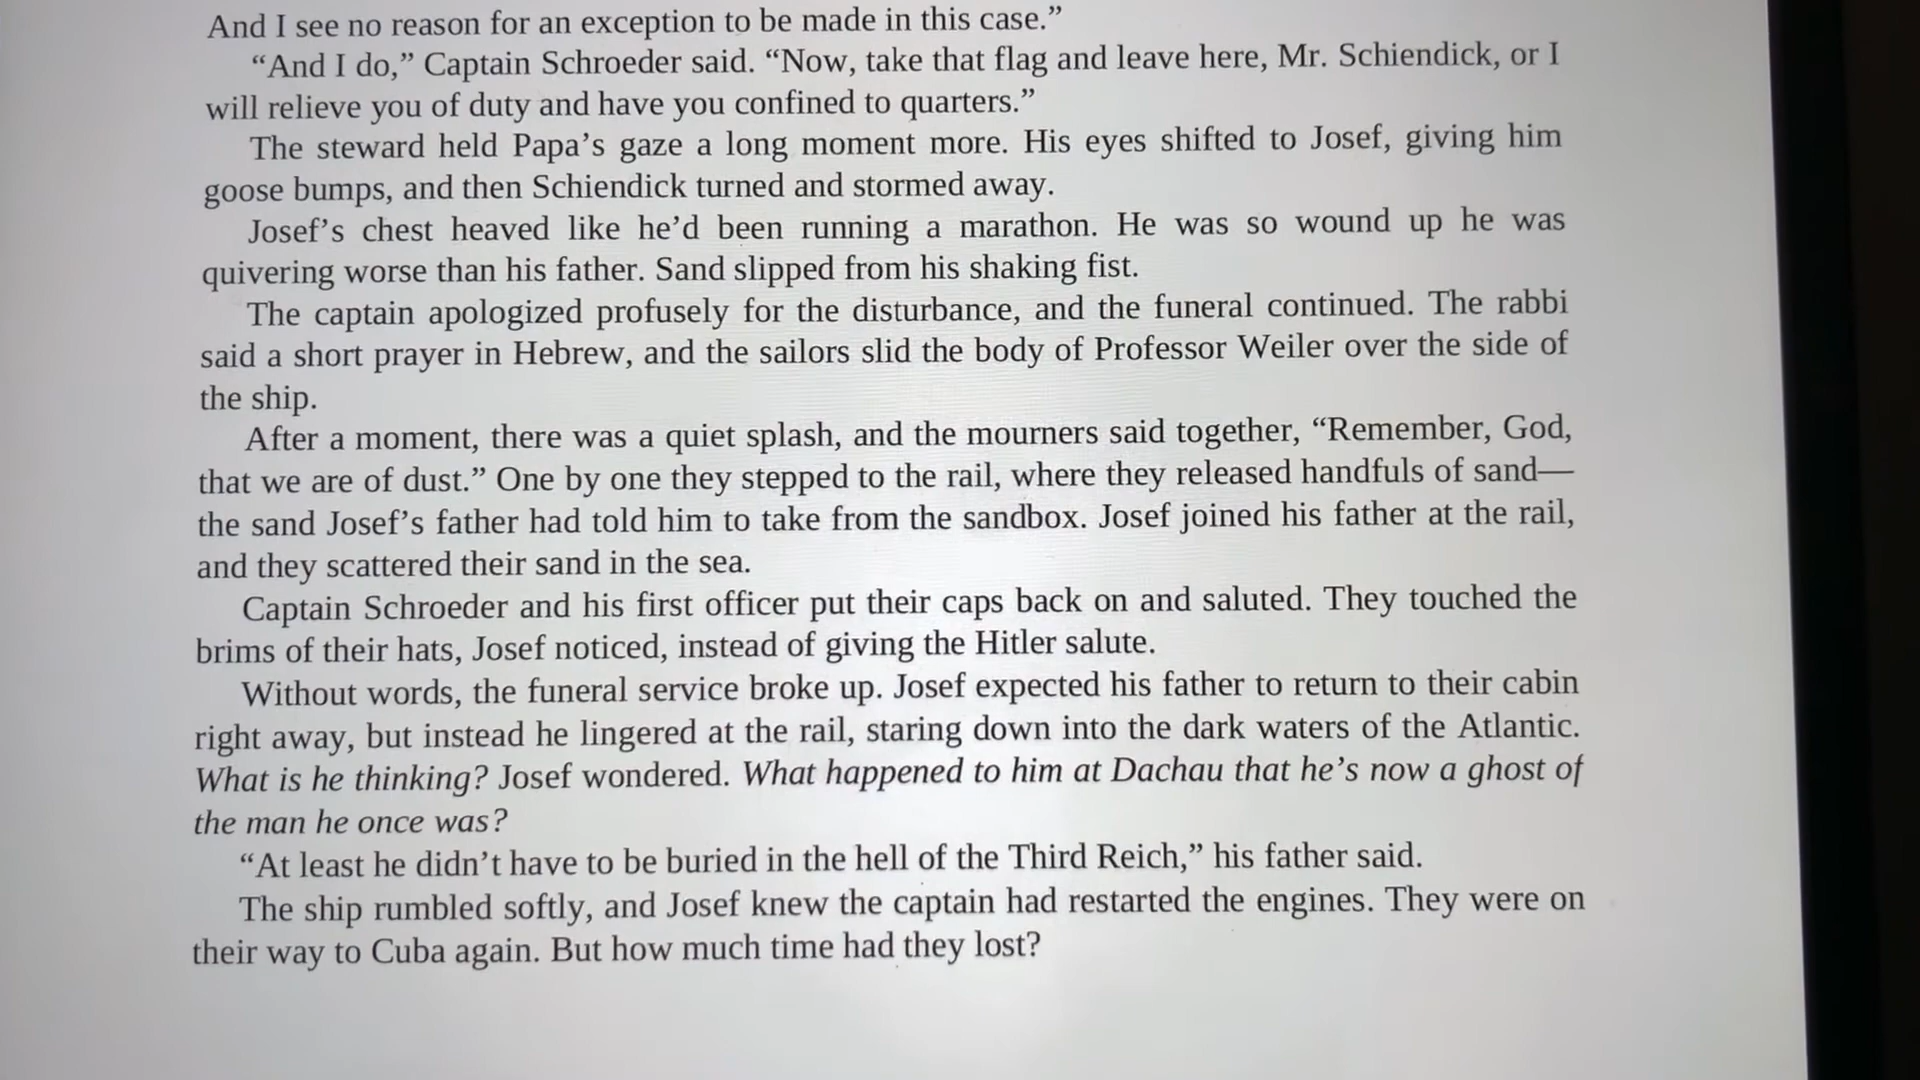 And I see no reason for an exception to be made in this case.”
“And I do,” Captain Schroeder said. “Now, take that flag and leave here, Mr. Schiendick, or I
will relieve you of duty and have you confined to quarters.”
The steward held Papa’s gaze a long moment more. His eyes shifted to Josef, giving him
goose bumps, and then Schiendick turned and stormed away.
Josef’s chest heaved like he’d been running a marathon. He was so wound up he was
quivering worse than his father. Sand slipped from his shaking fist.
The captain apologized profusely for the disturbance, and the funeral continued. The rabbi
said a short prayer in Hebrew, and the sailors slid the body of Professor Weiler over the side of
the ship.
After a moment, there was a quiet splash, and the mourners said together, “Remember, God,
that we are of dust.” One by one they stepped to the rail, where they released handfuls of sand—
the sand Josef’s father had told him to take from the sandbox. Josef joined his father at the rail,
and they scattered their sand in the sea.
Captain Schroeder and his first officer put their caps back on and saluted. They touched the
brims of their hats, Josef noticed, instead of giving the Hitler salute.
Without words, the funeral service broke up. Josef expected his father to return to their cabin
right away, but instead he lingered at the rail, staring down into the dark waters of the Atlantic.
What is he thinking? Josef wondered. What happened to him at Dachau that he’s now a ghost of
the man he once was?
“At least he didn’t have to be buried in the hell of the Third Reich,” his father said.
The ship rumbled softly, and Josef knew the captain had restarted the engines. They were on
their way to Cuba again. But how much time had they lost?